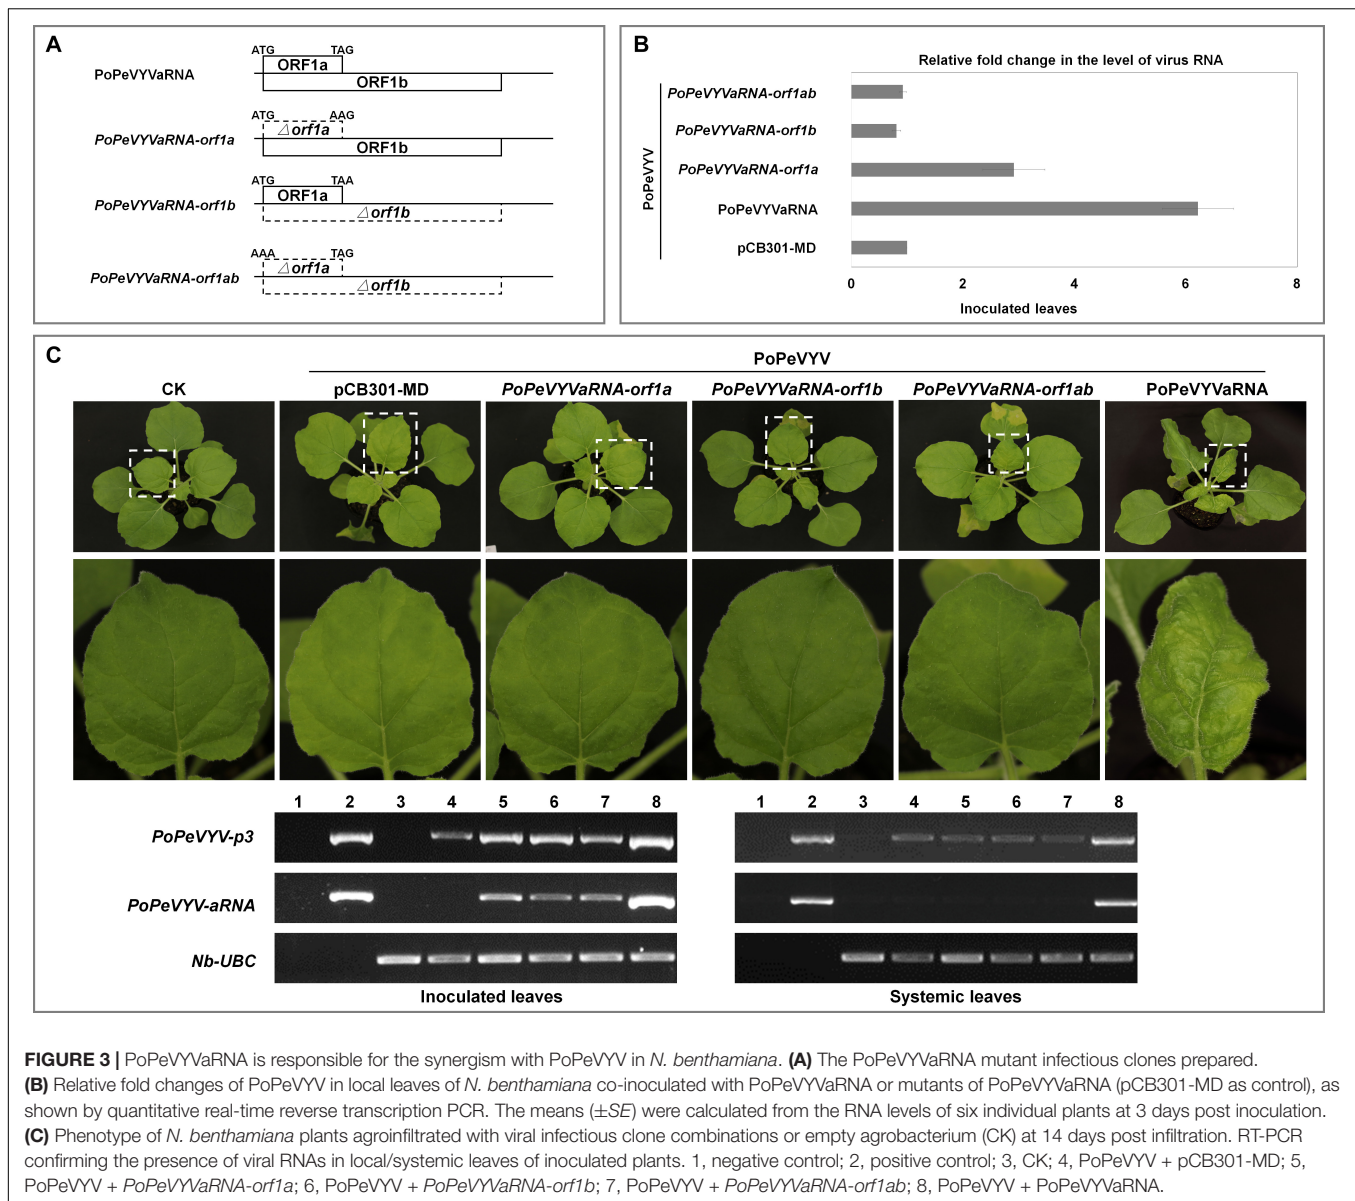 A
ATG TAG
PoPeVYVaRNA
ORF1a
ORF1b
ATG AAG
PoPeVYVaRNA-orf1a
△orf1a
ORF1b
ATG TAA
PoPeVYVaRNA-orf1b
ORF1a
△orf1b
AAA TAG
PoPeVYVaRNA-orf1ab
△orf1a
△orf1b
B
Relative fold change in the level of virus RNA
PoPeVYV
PoPeVYVaRNA-orf1ab
PoPeVYVaRNA-orf1b
PoPeVYVaRNA-orf1a
PoPeVYVaRNA
pCB301-MD
0 2 4 6 8
Inoculated leaves
C
PoPeVYV
CK pCB301-MD PoPeVYVaRNA-orf1a PoPeVYVaRNA-orf1b PoPeVYVaRNA-orf1ab PoPeVYVaRNA
1 2 3 4 5 6 7 8 1 2 3 4 5 6 7 8
PoPeVYV-p3
PoPeVYV-aRNA
Nb-UBC
Inoculated leaves Systemic leaves
FIGURE 3 | PoPeVYVaRNA is responsible for the synergism with PoPeVYV in N. benthamiana. (A) The PoPeVYVaRNA mutant infectious clones prepared.
(B) Relative fold changes of PoPeVYV in local leaves of N. benthamiana co-inoculated with PoPeVYVaRNA or mutants of PoPeVYVaRNA (pCB301-MD as control), as
shown by quantitative real-time reverse transcription PCR. The means (±SE) were calculated from the RNA levels of six individual plants at 3 days post inoculation.
(C) Phenotype of N. benthamiana plants agroinfiltrated with viral infectious clone combinations or empty agrobacterium (CK) at 14 days post infiltration. RT-PCR
confirming the presence of viral RNAs in local/systemic leaves of inoculated plants. 1, negative control; 2, positive control; 3, CK; 4, PoPeVYV + pCB301-MD; 5,
PoPeVYV + PoPeVYVaRNA-orf1a; 6, PoPeVYV + PoPeVYVaRNA-orf1b; 7, PoPeVYV + PoPeVYVaRNA-orf1ab; 8, PoPeVYV + PoPeVYVaRNA.